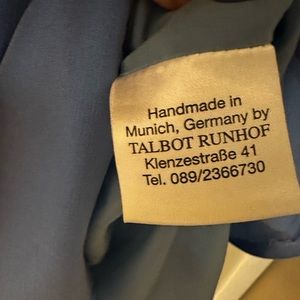 Handmade in
Munich, Germany by
TALBOT RUNHOF
Klenzestraße 41
Tel. 089/2366730